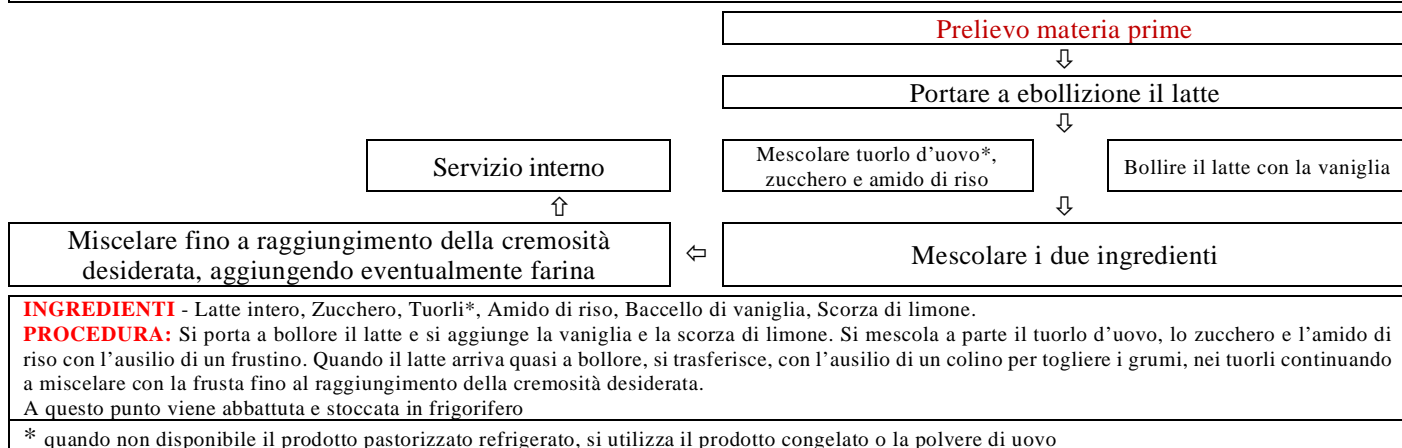 Prelievo materia prime
⇩
Portare a ebollizione il latte
⇩
Mescolare tuorlo d’uovo*,
zucchero e amido di riso
Bollire il latte con la vaniglia
⇩
Mescolare i due ingredienti
⇦
Miscelare fino a raggiungimento della cremosità
desiderata, aggiungendo eventualmente farina
⇧
Servizio interno
INGREDIENTI - Latte intero, Zucchero, Tuorli*, Amido di riso, Baccello di vaniglia, Scorza di limone.
PROCEDURA: Si porta a bollore il latte e si aggiunge la vaniglia e la scorza di limone. Si mescola a parte il tuorlo d’uovo, lo zucchero e l’amido di
riso con l’ausilio di un frustino. Quando il latte arriva quasi a bollore, si trasferisce, con l’ausilio di un colino per togliere i grumi, nei tuorli continuando
a miscelare con la frusta fino al raggiungimento della cremosità desiderata.
A questo punto viene abbattuta e stoccata in frigorifero
* quando non disponibile il prodotto pastorizzato refrigerato, si utilizza il prodotto congelato o la polvere di uovo